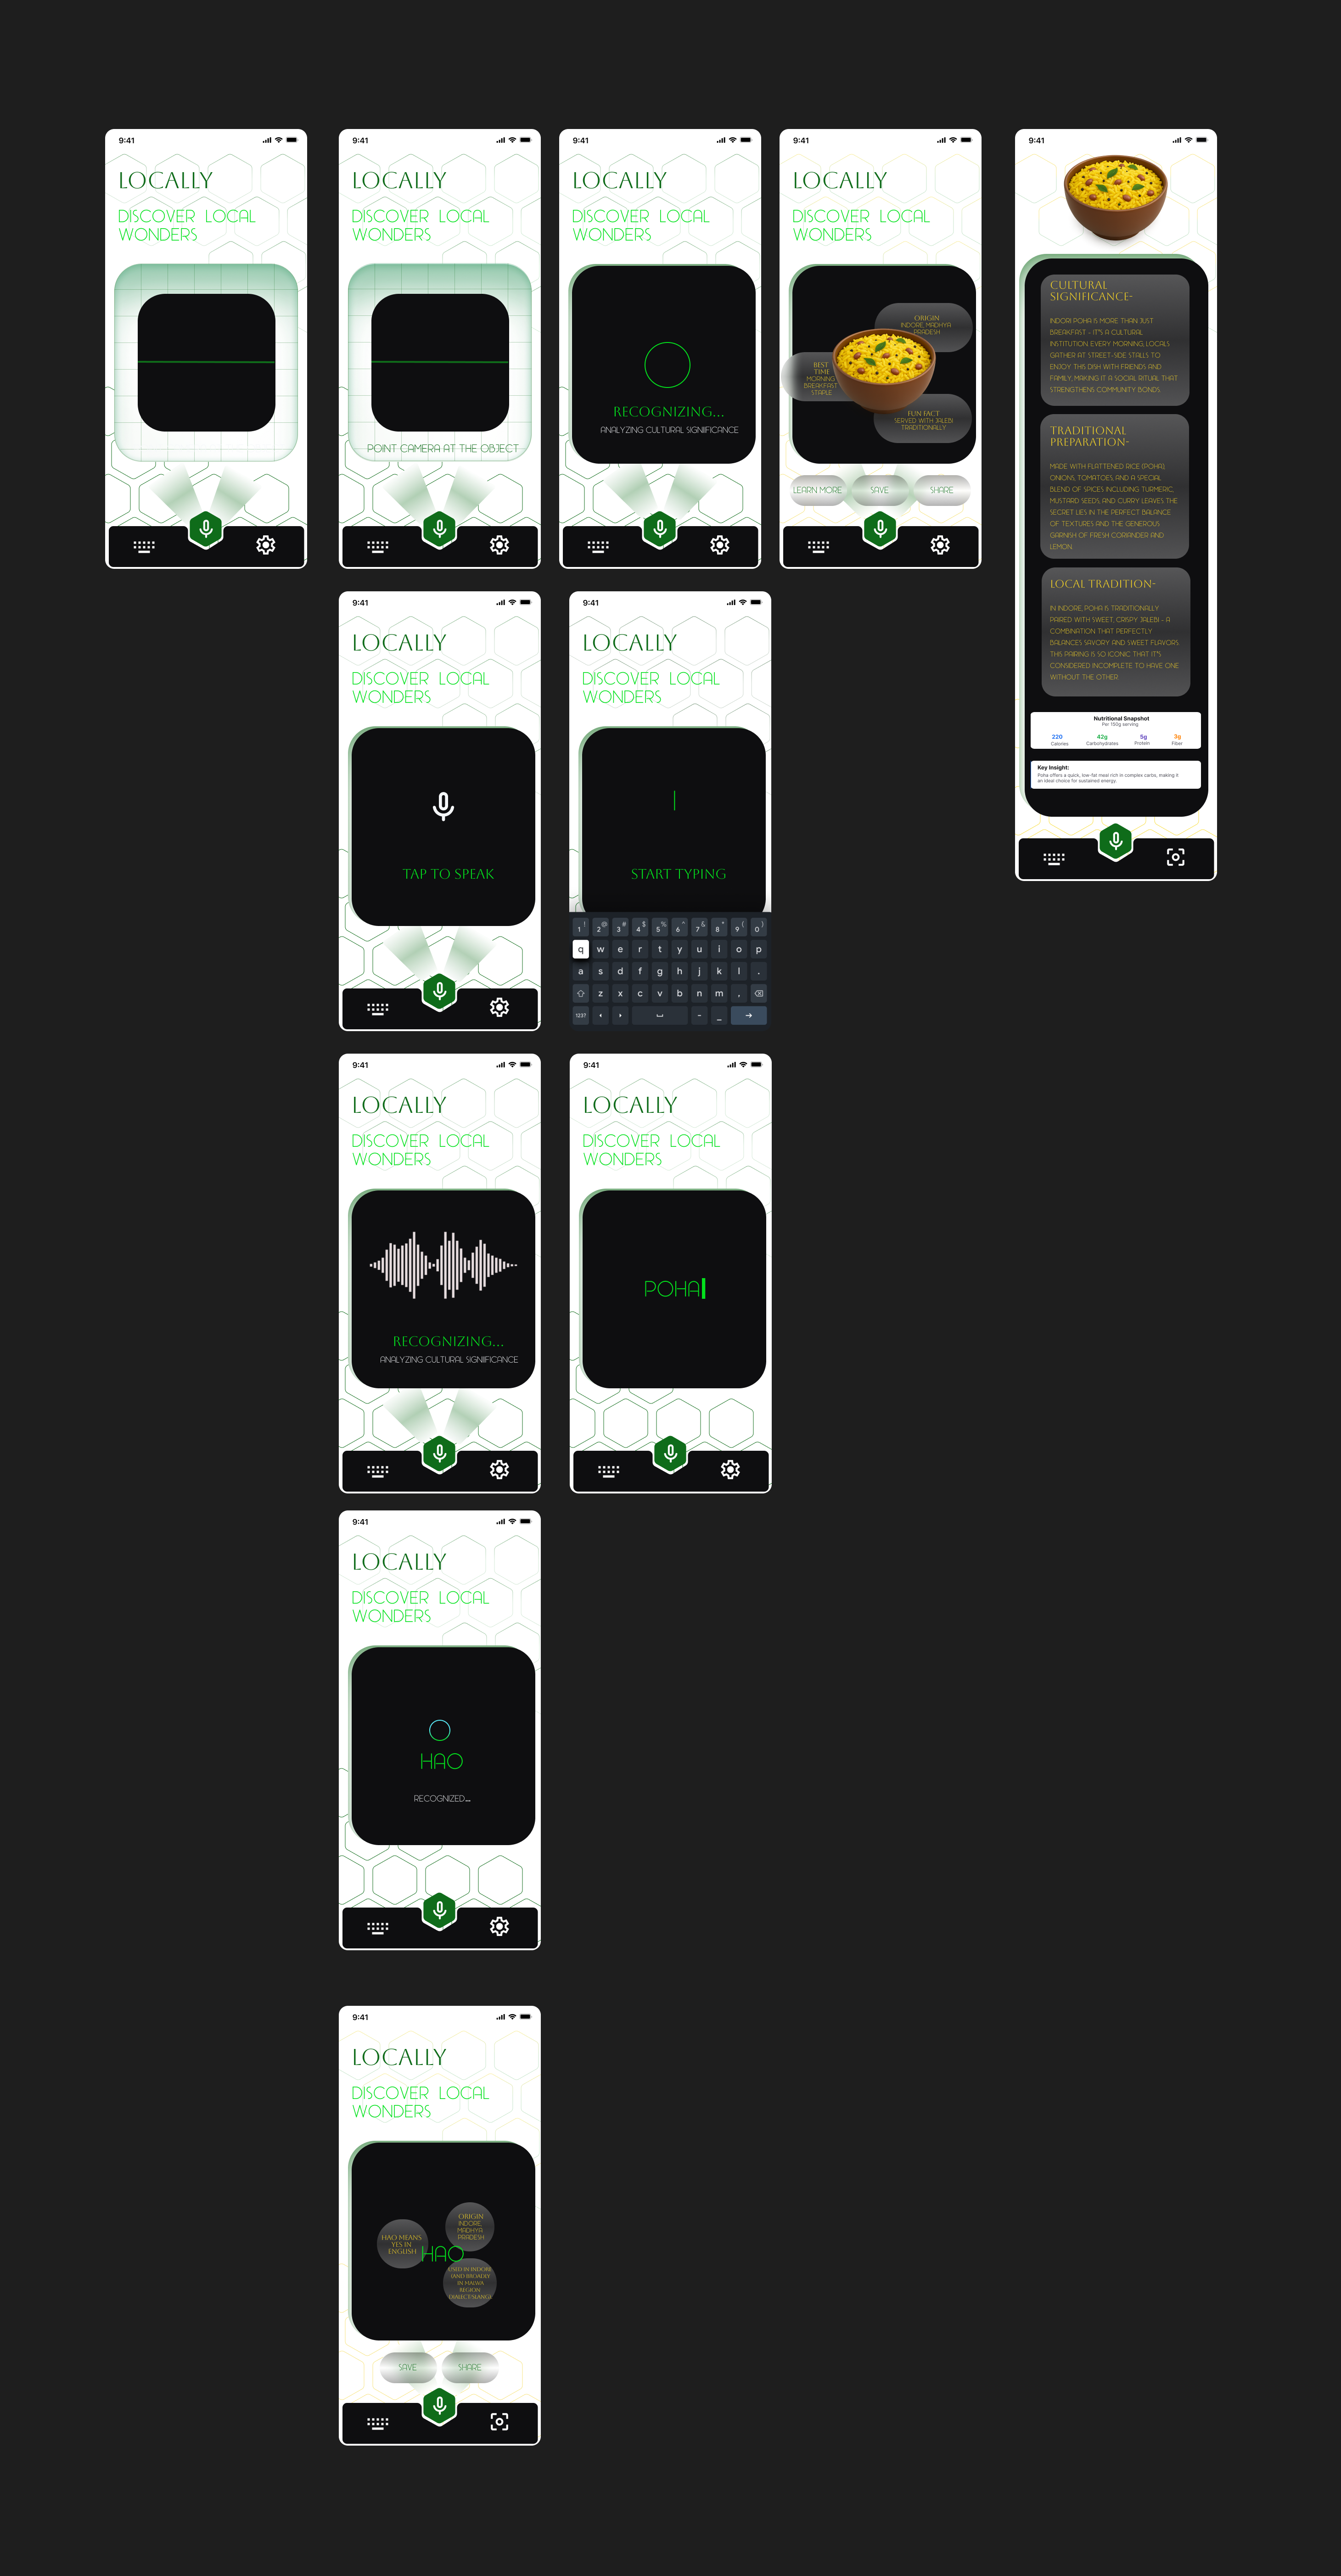 9:41
LOCALLY
DISCOVER LOCAL
WONDERS
9:41
LOCALLY
DISCOVER LOCAL
WONDERS
POINT CAMERA AT THE OBJECT
9:41
LOCALLY
DISCOVER LOCAL
WONDERS
RECOGNIZING...
ANALYZING CULTURAL SIGNIIFICANCE
9:41
LOCALLY
DISCOVER LOCAL
WONDERS
ORIGIN
INDORE, MADHYA
PRADESH
BEST
TIME
MORNING
BREAKFAST
STAPLE
FUN FACT
SERVED WITH JALEBI
TRADITIONALLY
LEARN MORE
SAVE
SHARE
9:41
CULTURAL
SIGNIFICANCE-
INDORI POHA IS MORE THAN JUST
BREAKFAST - IT'S A CULTURAL
INSTITUTION. EVERY MORNING, LOCALS
GATHER AT STREET-SIDE STALLS TO
ENJOY THIS DISH WITH FRIENDS AND
FAMILY, MAKING IT A SOCIAL RITUAL THAT
STRENGTHENS COMMUNITY BONDS.
TRADITIONAL
PREPARATION-
MADE WITH FLATTENED RICE (POHA),
ONIONS, TOMATOES, AND A SPECIAL
BLEND OF SPICES INCLUDING TURMERIC,
MUSTARD SEEDS, AND CURRY LEAVES. THE
SECRET LIES IN THE PERFECT BALANCE
OF TEXTURES AND THE GENEROUS
GARNISH OF FRESH CORIANDER AND
LEMON.
LOCAL TRADITION-
IN INDORE, POHA IS TRADITIONALLY
PAIRED WITH SWEET, CRISPY JALEBI - A
COMBINATION THAT PERFECTLY
BALANCES SAVORY AND SWEET FLAVORS.
THIS PAIRING IS SO ICONIC THAT IT'S
CONSIDERED INCOMPLETE TO HAVE ONE
WITHOUT THE OTHER.
Nutritional Snapshot
Per 150g serving
220 42g 5g 3g
Calories Carbohydrates Protein Fiber
Key Insight:
Poha offers a quick, low-fat meal rich in complex carbs, making it
an ideal choice for sustained energy.
9:41
LOCALLY
DISCOVER LOCAL
WONDERS
TAP TO SPEAK
9:41
LOCALLY
DISCOVER LOCAL
WONDERS
START TYPING
! @ # $ % ^ & * ( )
1 2 3 4 5 6 7 8 9 0
q w e r t y u i o p
a s d f g h j k l .
z x c v b n m ,
123? - _
9:41
LOCALLY
DISCOVER LOCAL
WONDERS
RECOGNIZING...
ANALYZING CULTURAL SIGNIIFICANCE
9:41
LOCALLY
DISCOVER LOCAL
WONDERS
POHA
9:41
LOCALLY
DISCOVER LOCAL
WONDERS
HAO
RECOGNIZED...
9:41
LOCALLY
DISCOVER LOCAL
WONDERS
ORIGIN
INDORE,
MADHYA
PRADESH
HAO MEANS
YES IN
ENGLISH
HAO
USED IN INDORE
(AND BROADLY
IN MALWA
REGION
DIALECT/SLANG).
SAVE
SHARE